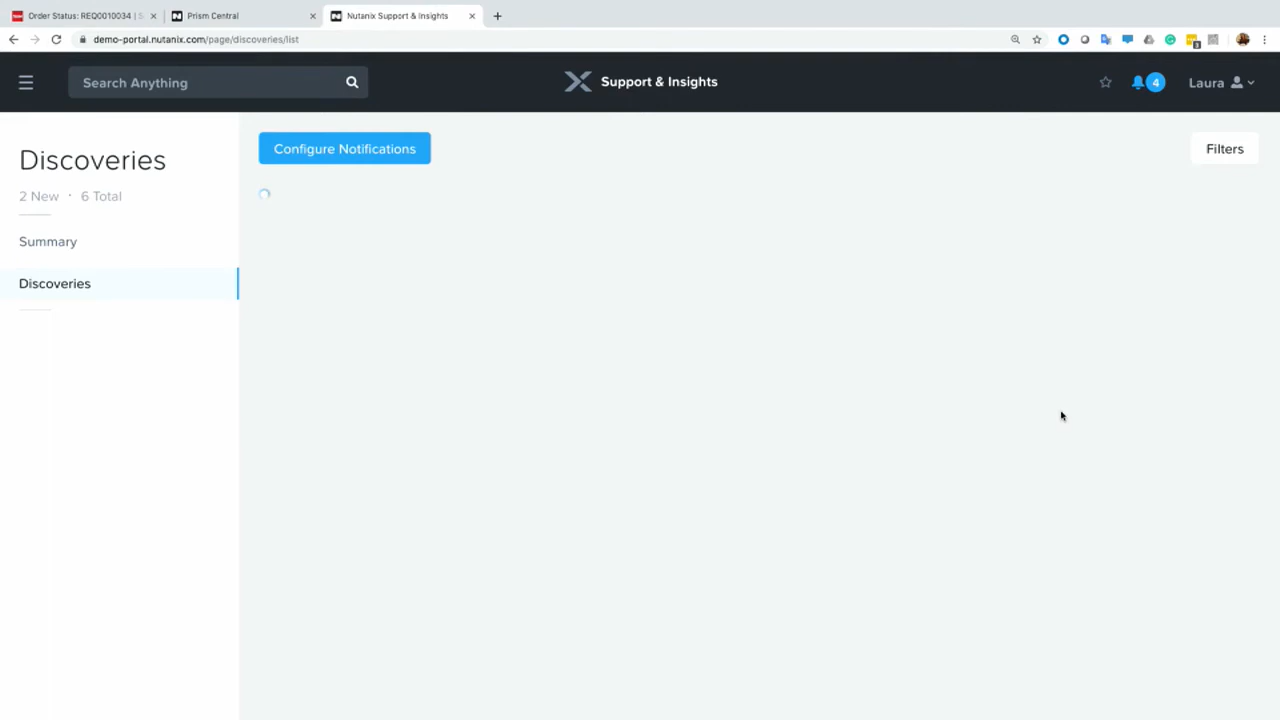 Order Status: REQ0010034 | S
Prism Central
Nutanix Support & Insights
demo-portal.nutanix.com/page/discoveries/list
Search Anything
Support & Insights
4
Laura
Discoveries
2 New · 6 Total
Summary
Discoveries
Configure Notifications
Filters